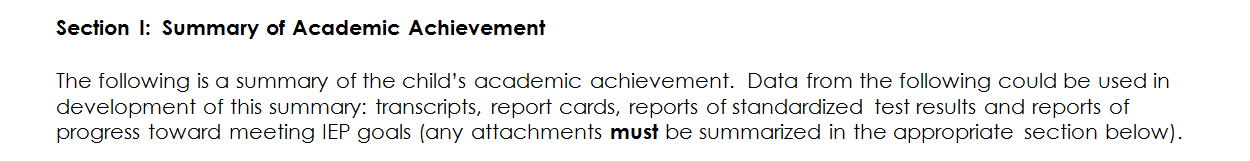 Section I: Summary of Academic Achievement
The following is a summary of the child’s academic achievement. Data from the following could be used in
development of this summary: transcripts, report cards, reports of standardized test results and reports of
progress toward meeting IEP goals (any attachments must be summarized in the appropriate section below).